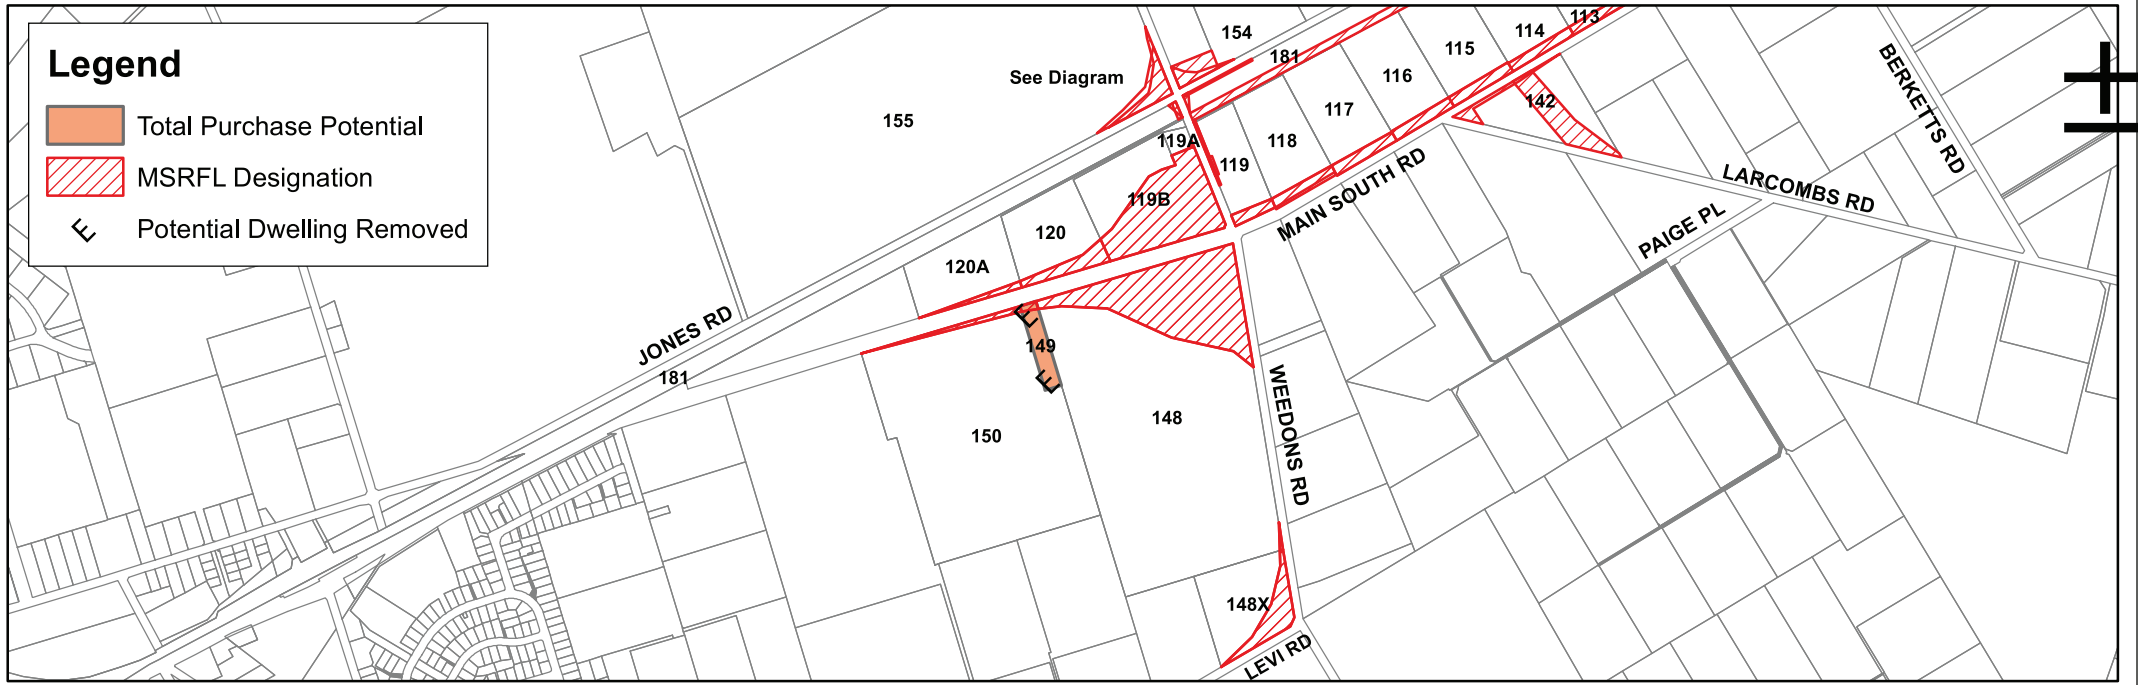 Legend
Total Purchase Potential
MSRFL Designation
E Potential Dwelling Removed
See Diagram
154
181
155
113
114
115
116
117
118
119
119A
119B
120
120A
142
BERKETTS RD
LARCOMBS RD
MAIN SOUTH RD
PAIGE PL
JONES RD
181
E
149
E
150
148
WEEDONS RD
148X
LEVI RD